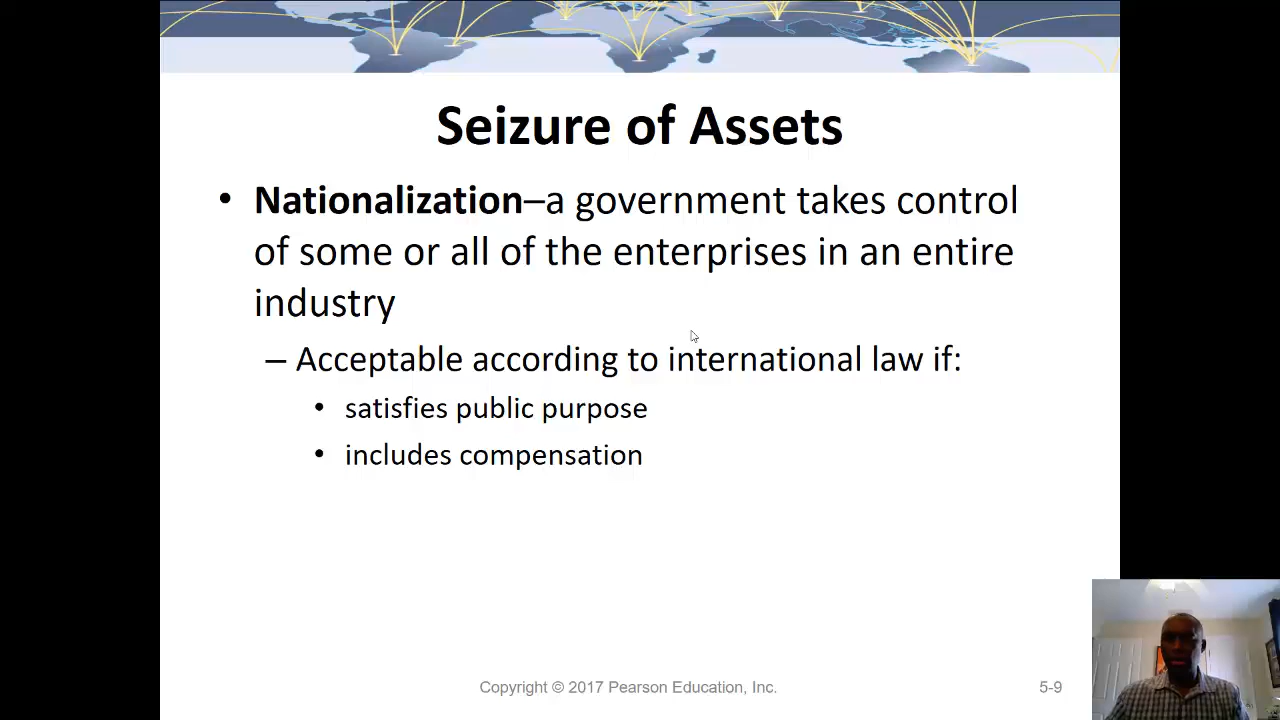 Seizure of Assets
• Nationalization–a government takes control
of some or all of the enterprises in an entire
industry
– Acceptable according to international law if:
• satisfies public purpose
• includes compensation
Copyright © 2017 Pearson Education, Inc.
5-9